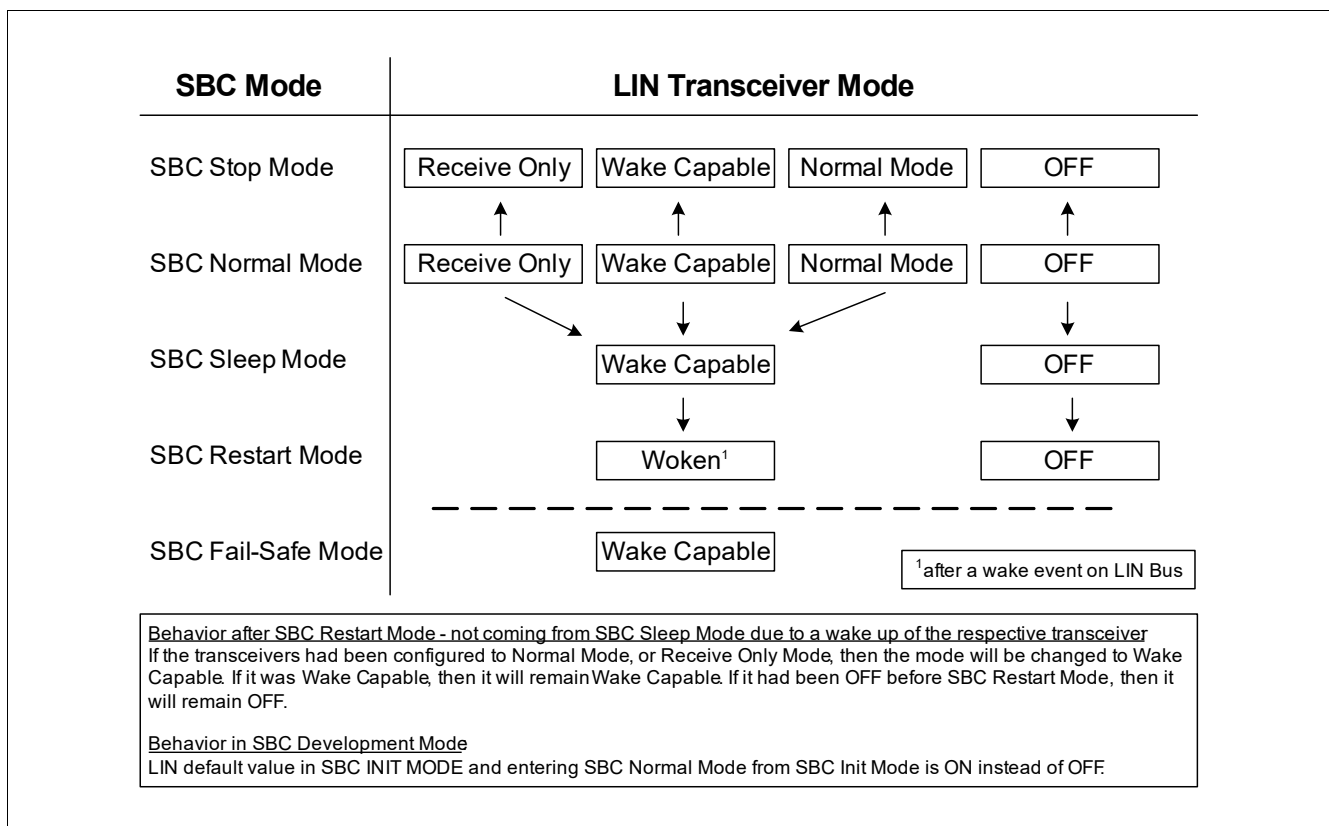 SBC Mode LIN Transceiver Mode
SBC Stop Mode Receive Only Wake Capable Normal Mode OFF
SBC Normal Mode Receive Only Wake Capable Normal Mode OFF
SBC Sleep Mode Wake Capable OFF
SBC Restart Mode Woken¹ OFF
SBC Fail-Safe Mode Wake Capable
¹after a wake event on LIN Bus
Behavior after SBC Restart Mode - not coming from SBC Sleep Mode due to a wake up of the respective transceiver
If the transceivers had been configured to Normal Mode, or Receive Only Mode, then the mode will be changed to Wake
Capable. If it was Wake Capable, then it will remain Wake Capable. If it had been OFF before SBC Restart Mode, then it
will remain OFF.
Behavior in SBC Development Mode
LIN default value in SBC INIT MODE and entering SBC Normal Mode from SBC Init Mode is ON instead of OFF.